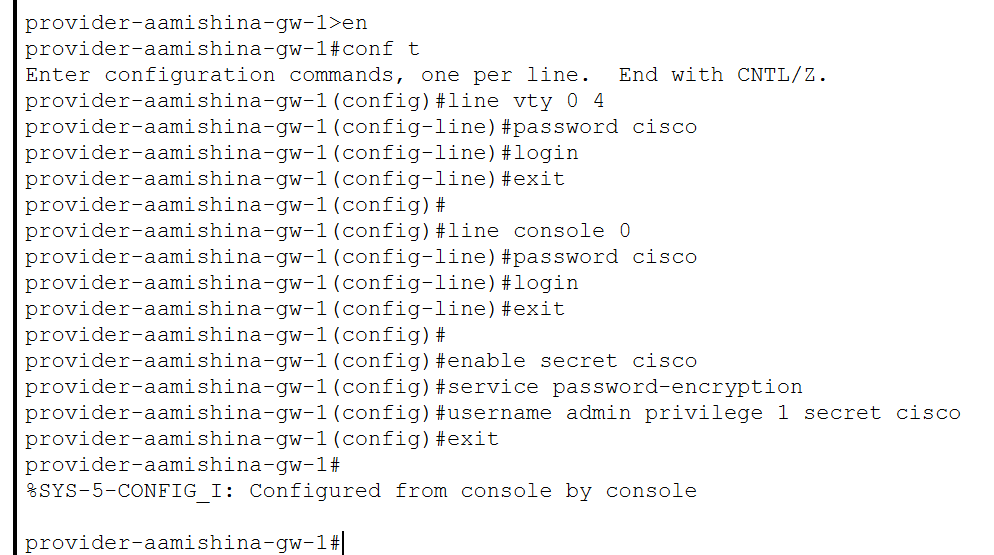 provider-aamishina-gw-1>en
provider-aamishina-gw-1#conf t
Enter configuration commands, one per line.  End with CNTL/Z.
provider-aamishina-gw-1(config)#line vty 0 4
provider-aamishina-gw-1(config-line)#password cisco
provider-aamishina-gw-1(config-line)#login
provider-aamishina-gw-1(config-line)#exit
provider-aamishina-gw-1(config)#
provider-aamishina-gw-1(config)#line console 0
provider-aamishina-gw-1(config-line)#password cisco
provider-aamishina-gw-1(config-line)#login
provider-aamishina-gw-1(config-line)#exit
provider-aamishina-gw-1(config)#
provider-aamishina-gw-1(config)#enable secret cisco
provider-aamishina-gw-1(config)#service password-encryption
provider-aamishina-gw-1(config)#username admin privilege 1 secret cisco
provider-aamishina-gw-1(config)#exit
provider-aamishina-gw-1#
%SYS-5-CONFIG_I: Configured from console by console
provider-aamishina-gw-1#